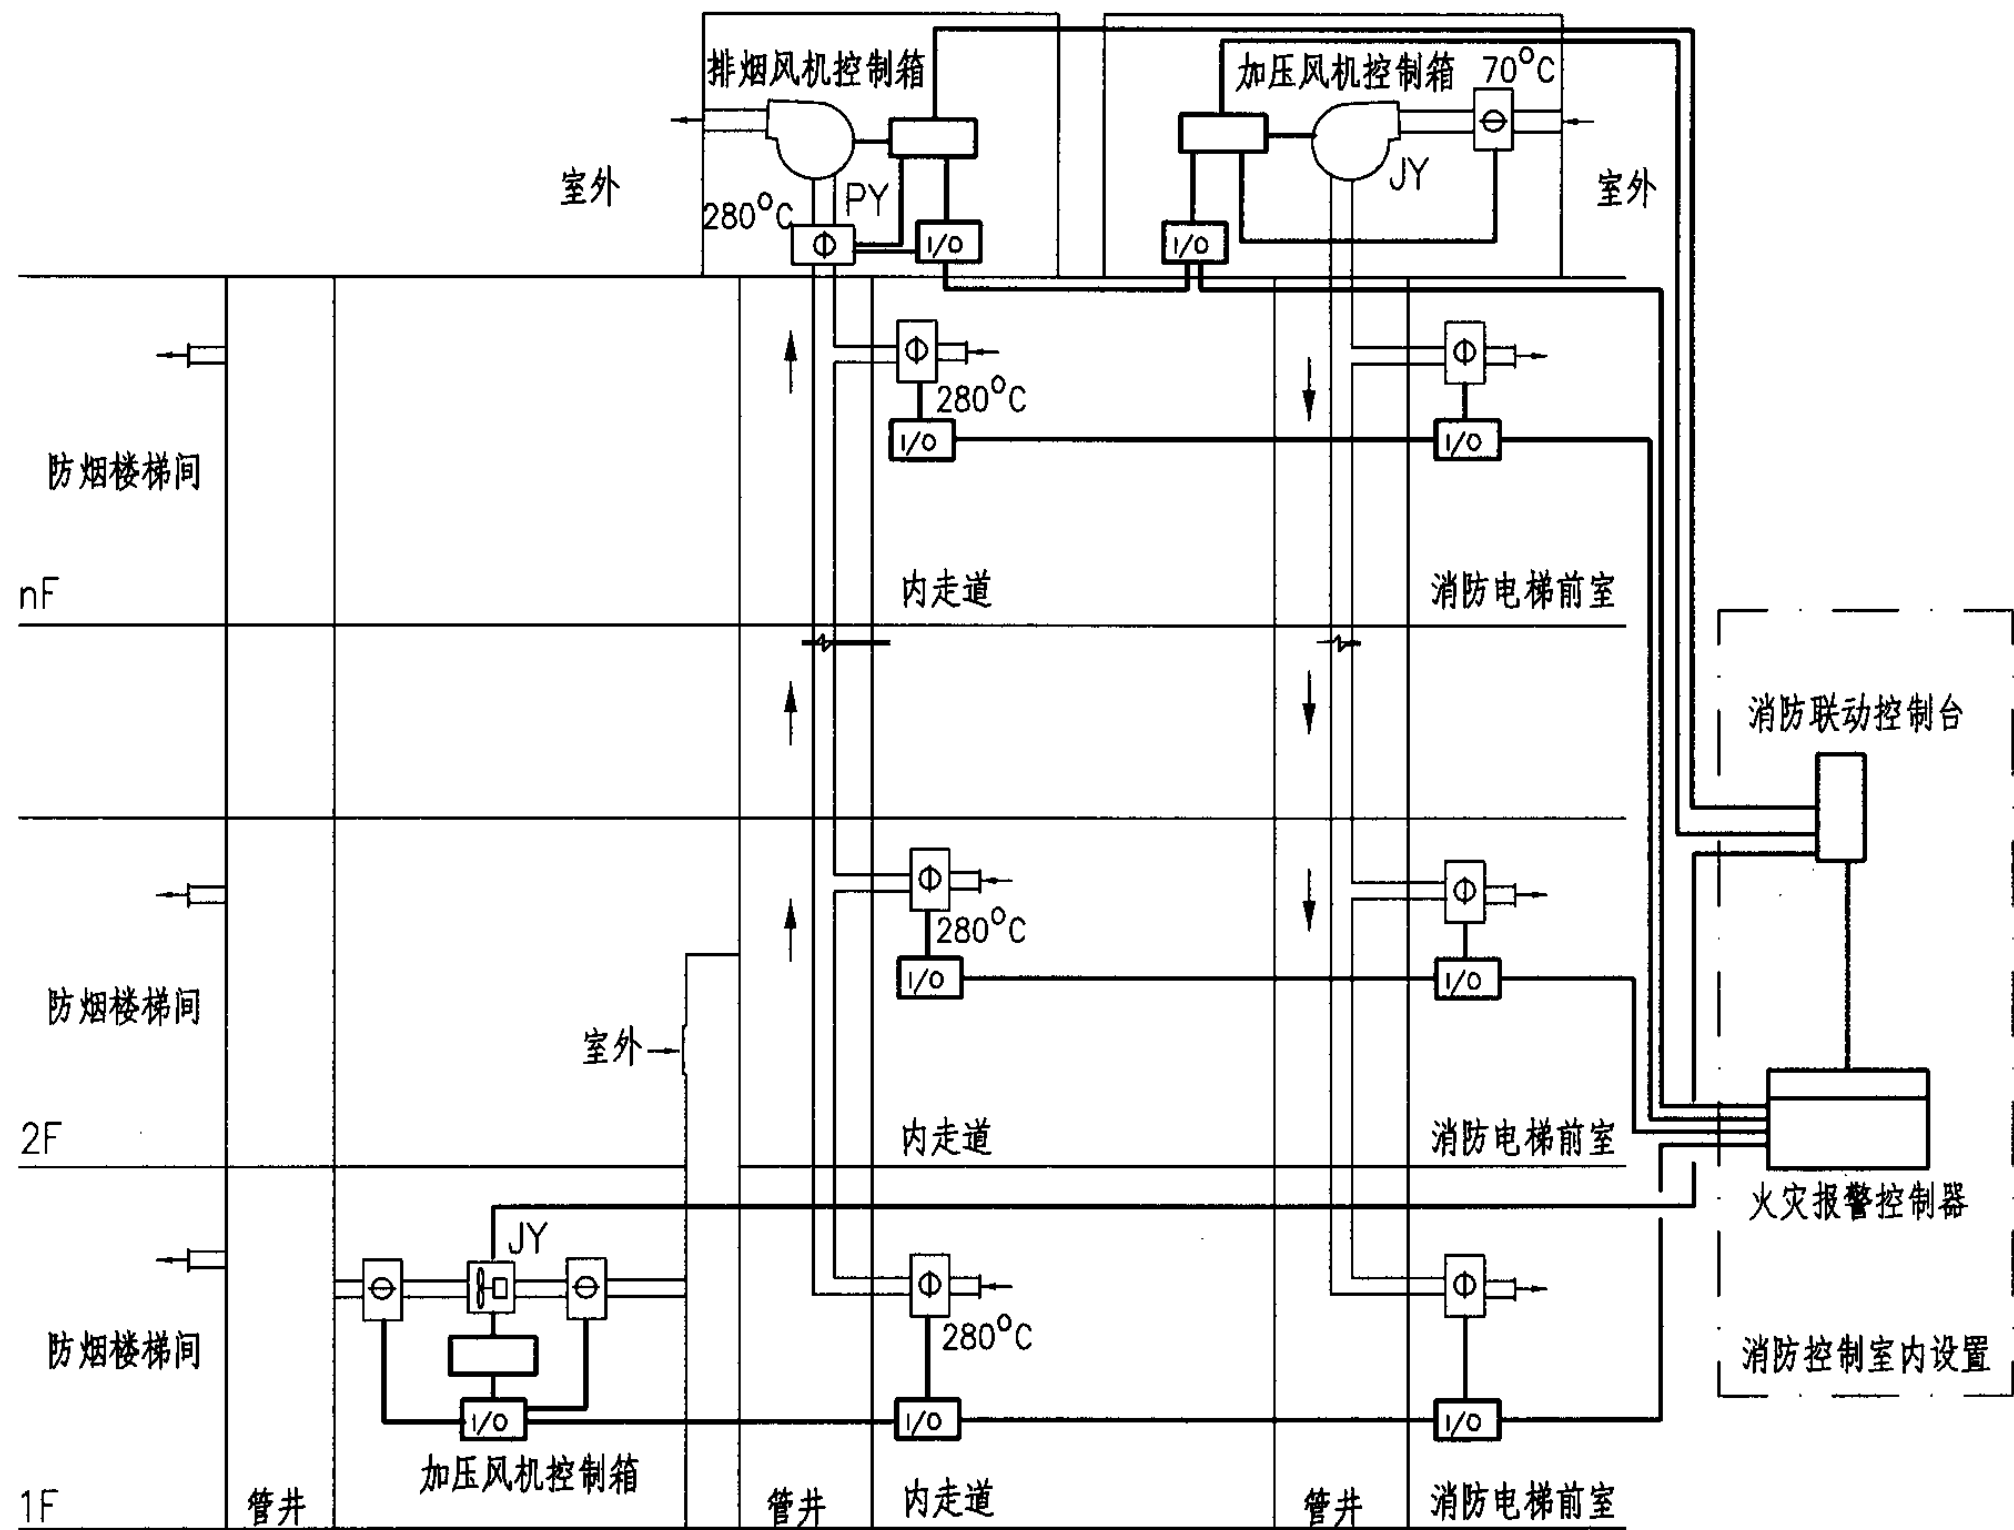 排烟风机控制箱
加压风机控制箱
70°C
室外
280°C
PY
I/O
I/O
JY
室外
280°C
I/O
I/O
防烟楼梯间
nF
内走道
消防电梯前室
消防联动控制台
280°C
I/O
I/O
防烟楼梯间
室外
2F
内走道
消防电梯前室
火灾报警控制器
JY
280°C
防烟楼梯间
消防控制室内设置
I/O
I/O
I/O
加压风机控制箱
1F
管井
管井
内走道
管井
消防电梯前室